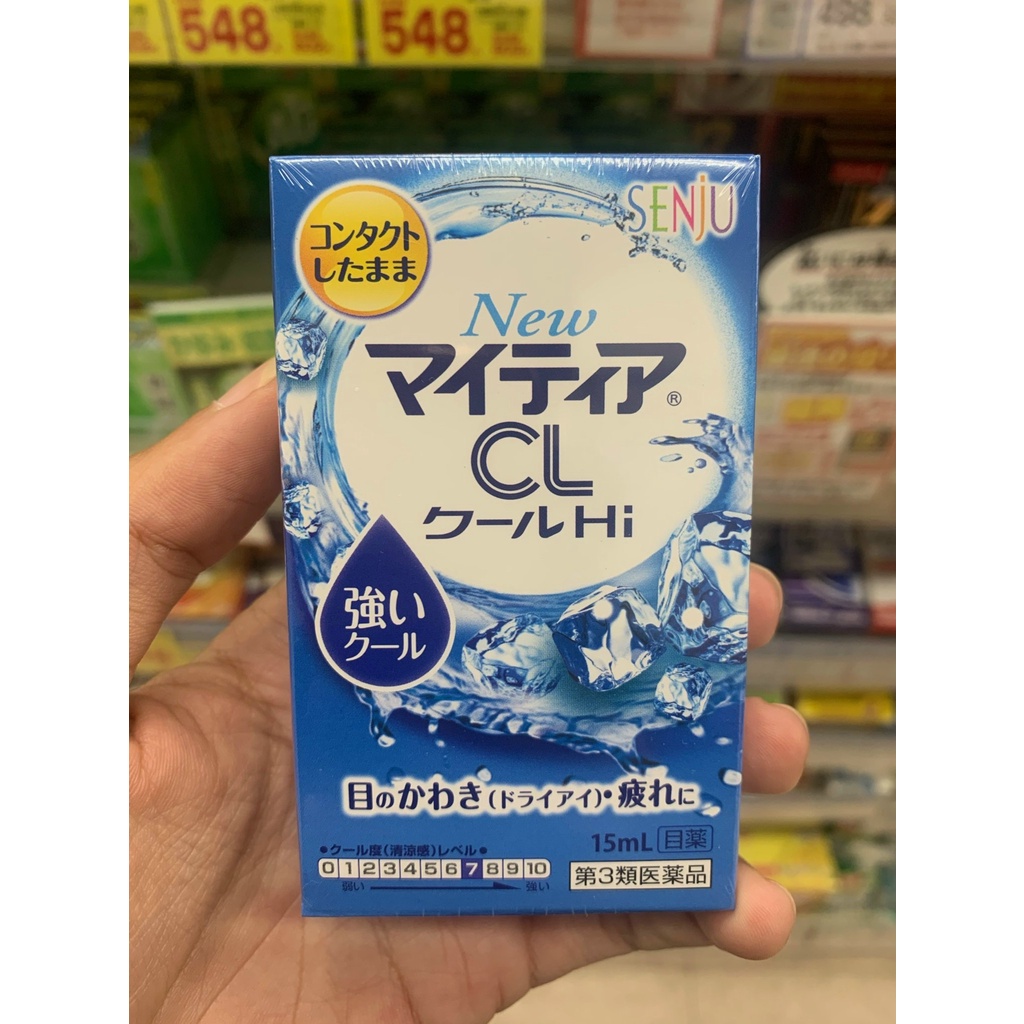 548
548
498
コンタクト
したまま
SENJU
New
マイティア®
CL
クールHi
強い
クール
目のかわき(ドライアイ)・疲れに
15mL 目薬
•クール度(清涼感)レベル•
0 1 2 3 4 5 6 7 8 9 10
弱い 強い
第3類医薬品